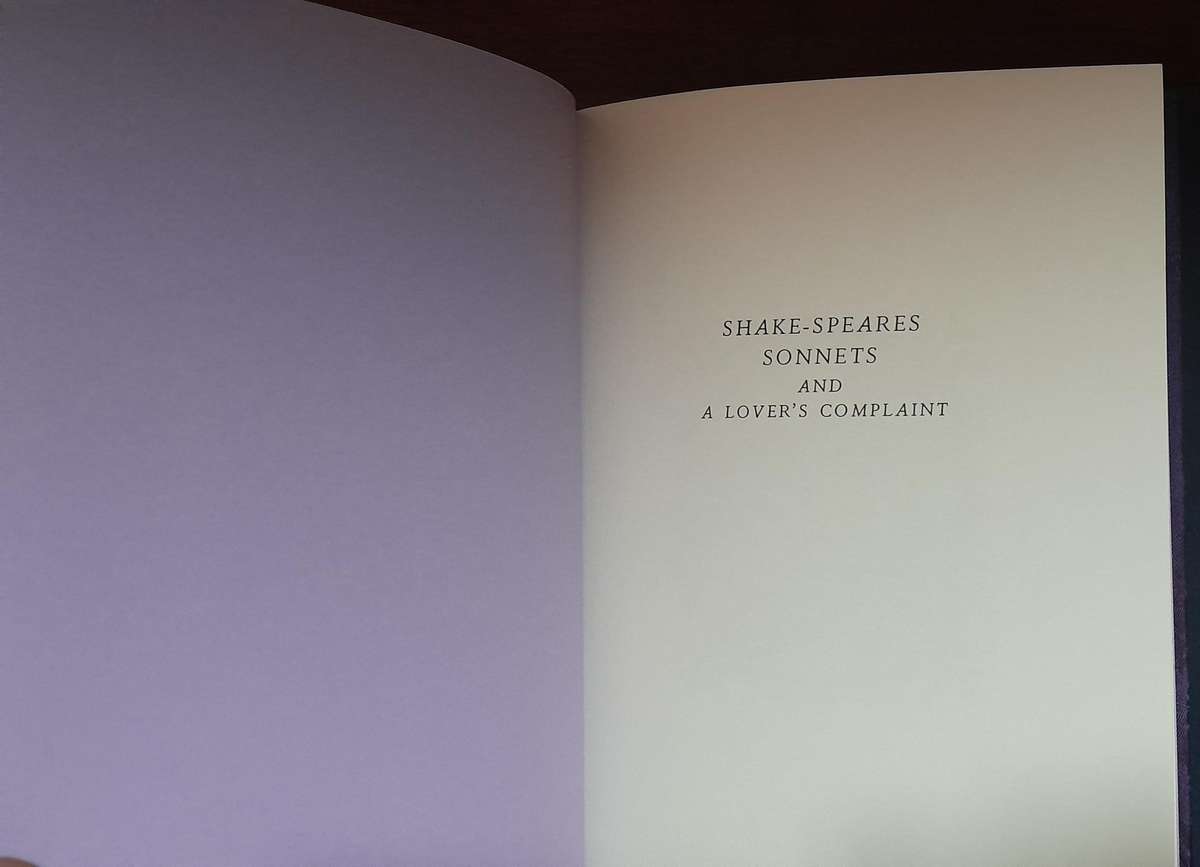 SHAKE-SPEARES
SONNETS
AND
A LOVER'S COMPLAINT